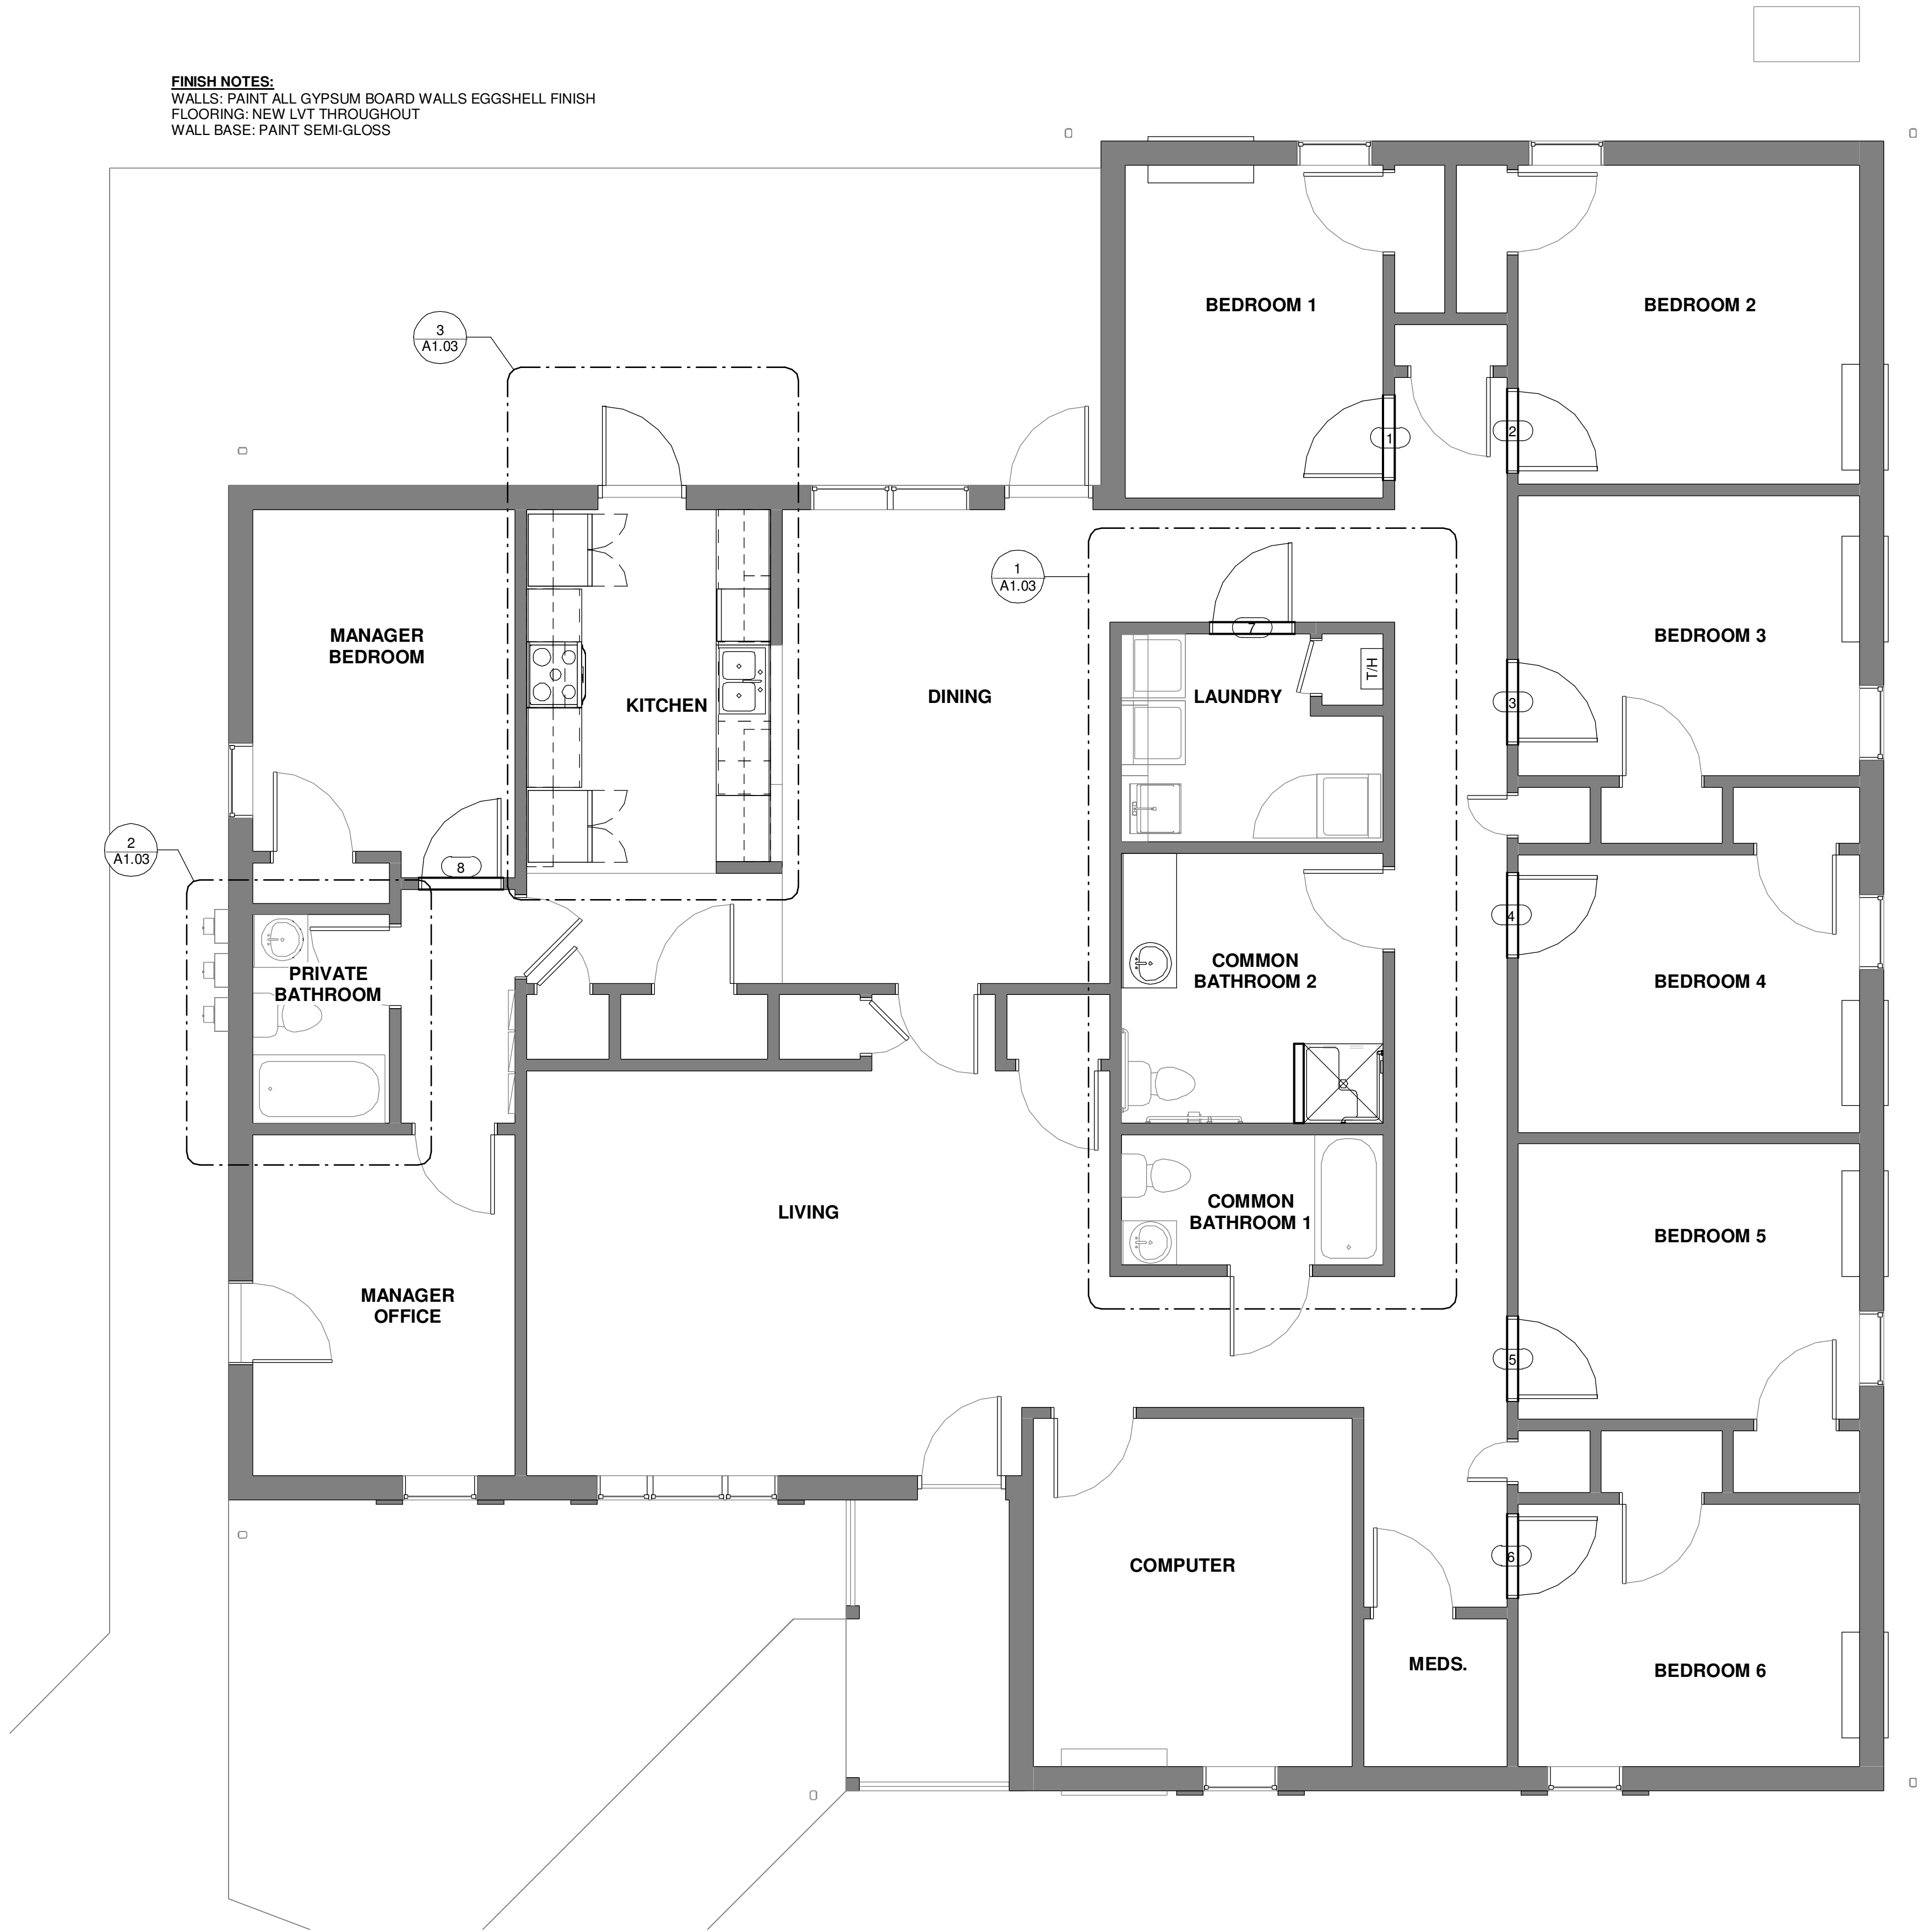 FINISH NOTES:
WALLS: PAINT ALL GYPSUM BOARD WALLS EGGSHELL FINISH
FLOORING: NEW LVT THROUGHOUT
WALL BASE: PAINT SEMI-GLOSS
BEDROOM 1
BEDROOM 2
3
A1.03
1
2
1
A1.03
MANAGER
BEDROOM
KITCHEN
DINING
7
LAUNDRY
T/H
BEDROOM 3
3
2
A1.03
8
4
PRIVATE
BATHROOM
COMMON
BATHROOM 2
BEDROOM 4
LIVING
COMMON
BATHROOM 1
BEDROOM 5
MANAGER
OFFICE
5
COMPUTER
6
MEDS.
BEDROOM 6